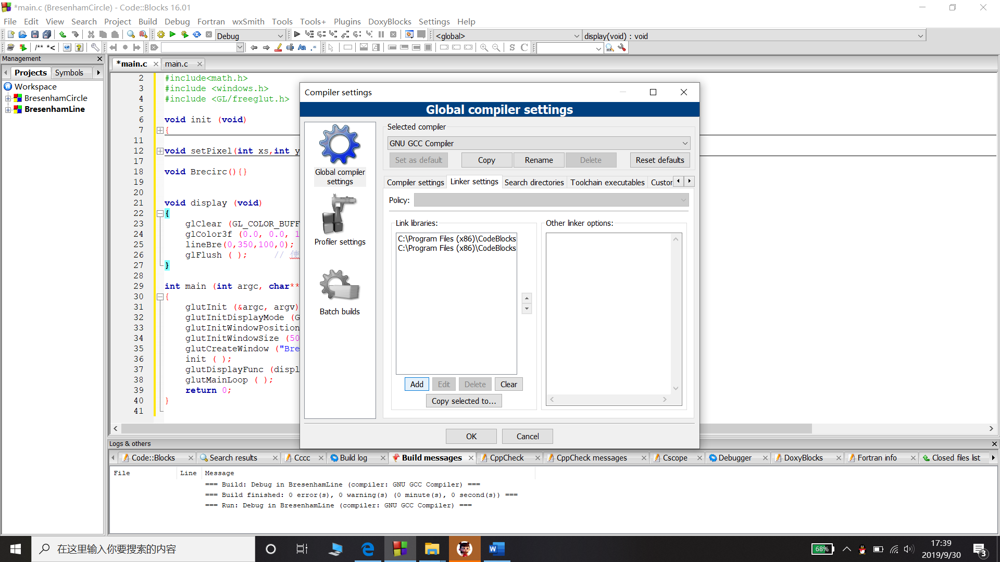 *main.c (BresenhamCircle) - Code::Blocks 16.01
File Edit View Search Project Build Debug Fortran wxSmith Tools Tools+ Plugins DoxyBlocks Settings Help
Debug
<global>
display(void) : void
/** *<
Aa .*
S C
Management
Projects Symbols
Workspace
BresenhamCircle
BresenhamLine
*main.c main.c
2 #include<math.h>
3 #include <windows.h>
4 #include <GL/freeglut.h>
5
6 void init (void)
7 {
11
12 void setPixel(int xs,int y
17
18 void Brecirc(){}
19
20
21 void display (void)
22 {
23 glClear (GL_COLOR_BUFF
24 glColor3f (0.0, 0.0, 1
25 lineBre(0,350,100,0);
26 glFlush ( ); // 使
27 }
28
29 int main (int argc, char**
30 {
31 glutInit (&argc, argv)
32 glutInitDisplayMode (G
33 glutInitWindowPosition
34 glutInitWindowSize (50
35 glutCreateWindow ("Bre
36 init ( );
37 glutDisplayFunc (displ
38 glutMainLoop ( );
39 return 0;
40 }
41
Compiler settings
Global compiler settings
Global compiler
settings
Profiler settings
Batch builds
Selected compiler
GNU GCC Compiler
Set as default Copy Rename Delete Reset defaults
Compiler settings Linker settings Search directories Toolchain executables Custor
Policy:
Link libraries:
C:\Program Files (x86)\CodeBlocks
C:\Program Files (x86)\CodeBlocks
Add Edit Delete Clear
Copy selected to...
Other linker options:
OK Cancel
Logs & others
Code::Blocks Search results Cccc Build log Build messages CppCheck CppCheck messages Cscope Debugger DoxyBlocks Fortran info Closed files list
File Line Message
=== Build: Debug in BresenhamLine (compiler: GNU GCC Compiler) ===
=== Build finished: 0 error(s), 0 warning(s) (0 minute(s), 0 second(s)) ===
=== Run: Debug in BresenhamLine (compiler: GNU GCC Compiler) ===
在这里输入你要搜索的内容
68%
17:39
2019/9/30
3